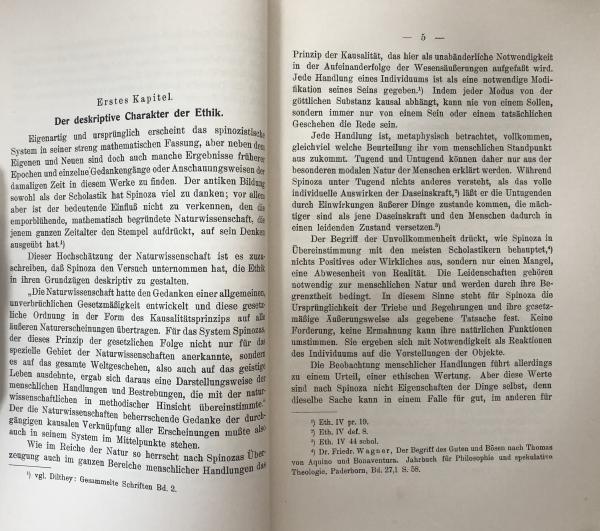 Erstes Kapitel.
Der deskriptive Charakter der Ethik.
Eigenartig und ursprünglich erscheint das spinozistische
System in seiner streng mathematischen Fassung, aber neben dem
Eigenen und Neuen sind doch auch manche Ergebnisse früherer
Epochen und einzelne Gedankengänge oder Anschauungsweisen der
damaligen Zeit in diesem Werke zu finden. Der antiken Bildung
sowohl als der Scholastik hat Spinoza viel zu danken; vor allem
aber ist der bedeutende Einfluß nicht zu verkennen, den die
emporblühende, mathematisch begründete Naturwissenschaft, die
jenem ganzen Zeitalter den Stempel aufdrückt, auf sein Denken
ausgeübt hat.¹)
Dieser Hochschätzung der Naturwissenschaft ist es zuzu-
schreiben, daß Spinoza den Versuch unternommen hat, die Ethik
in ihren Grundzügen deskriptiv zu gestalten.
„Die Naturwissenschaft hatte den Gedanken einer allgemeinen,
unverbrüchlichen Gesetzmäßigkeit entwickelt und diese gesetz-
liche Ordnung in der Form des Kausalitätsprinzips auf alle
äußeren Naturerscheinungen übertragen. Für das System Spinozas,
der dieses Prinzip der gesetzlichen Folge nicht nur für das
spezielle Gebiet der Naturwissenschaften anerkannte, sondern
es auf das gesamte Weltgeschehen, also auch auf das geistige
Leben ausdehnte, ergab sich daraus eine Darstellungsweise der
menschlichen Handlungen und Bestrebungen, die mit der natur-
wissenschaftlichen in methodischer Hinsicht übereinstimmte."
Der die Naturwissenschaften beherrschende Gedanke der durch-
gängigen kausalen Verknüpfung aller Erscheinungen mußte also
auch in seinem System im Mittelpunkte stehen.
Wie im Reiche der Natur so herrscht nach Spinozas Über-
zeugung auch im ganzen Bereiche menschlicher Handlungen das
¹) vgl. Dilthey: Gesammelte Schriften Bd. 2.
— 5 —
Prinzip der Kausalität, das hier als unabänderliche Notwendigkeit
in der Aufeinanderfolge der Wesensäußerungen aufgefaßt wird.
Jede Handlung eines Individuums ist als eine notwendige Modi-
fikation seines Seins gegeben.¹) Indem jeder Modus von der
göttlichen Substanz kausal abhängt, kann nie von einem Sollen,
sondern immer nur von einem Sein oder einem tatsächlichen
Geschehen die Rede sein.
Jede Handlung ist, metaphysisch betrachtet, vollkommen,
gleichviel welche Beurteilung ihr vom menschlichen Standpunkt
aus zukommt. Tugend und Untugend können daher nur aus der
besonderen modalen Natur der Menschen erklärt werden. Während
Spinoza unter Tugend nichts anderes versteht, als das volle
individuelle Auswirken der Daseinskraft,²) läßt er die Untugenden
durch Einwirkungen äußerer Dinge zustande kommen, die mäch-
tiger sind als jene Daseinskraft und den Menschen dadurch in
einen leidenden Zustand versetzen.³)
Der Begriff der Unvollkommenheit drückt, wie Spinoza in
Übereinstimmung mit den meisten Scholastikern behauptet,⁴)
nichts Positives oder Wirkliches aus, sondern nur einen Mangel,
eine Abwesenheit von Realität. Die Leidenschaften gehören
notwendig zur menschlichen Natur und werden durch ihre Be-
grenztheit bedingt. In diesem Sinne steht für Spinoza die
Ursprünglichkeit der Triebe und Begehrungen und ihre gesetz-
mäßige Äußerungsweise als gegebene Tatsache fest. Keine
Forderung, keine Ermahnung kann ihre natürlichen Funktionen
umstimmen. Sie ergeben sich mit Notwendigkeit als Reaktionen
des Individuums auf die Vorstellungen der Objekte.
Die Beobachtung menschlicher Handlungen führt allerdings
zu einem Urteil, einer ethischen Wertung. Aber diese Werte
sind nach Spinoza nicht Eigenschaften der Dinge selbst, denn
dieselbe Sache kann in einem Falle für gut, im anderen für
¹) Eth. IV pr. 19.
²) Eth. IV def. 8.
³) Eth. IV 44 schol.
⁴) Dr. Friedr. Wagner, Der Begriff des Guten und Bösen nach Thomas
von Aquino und Bonaventura. Jahrbuch für Philosophie und spekulative
Theologie, Paderborn, Bd. 27,1 S. 58.